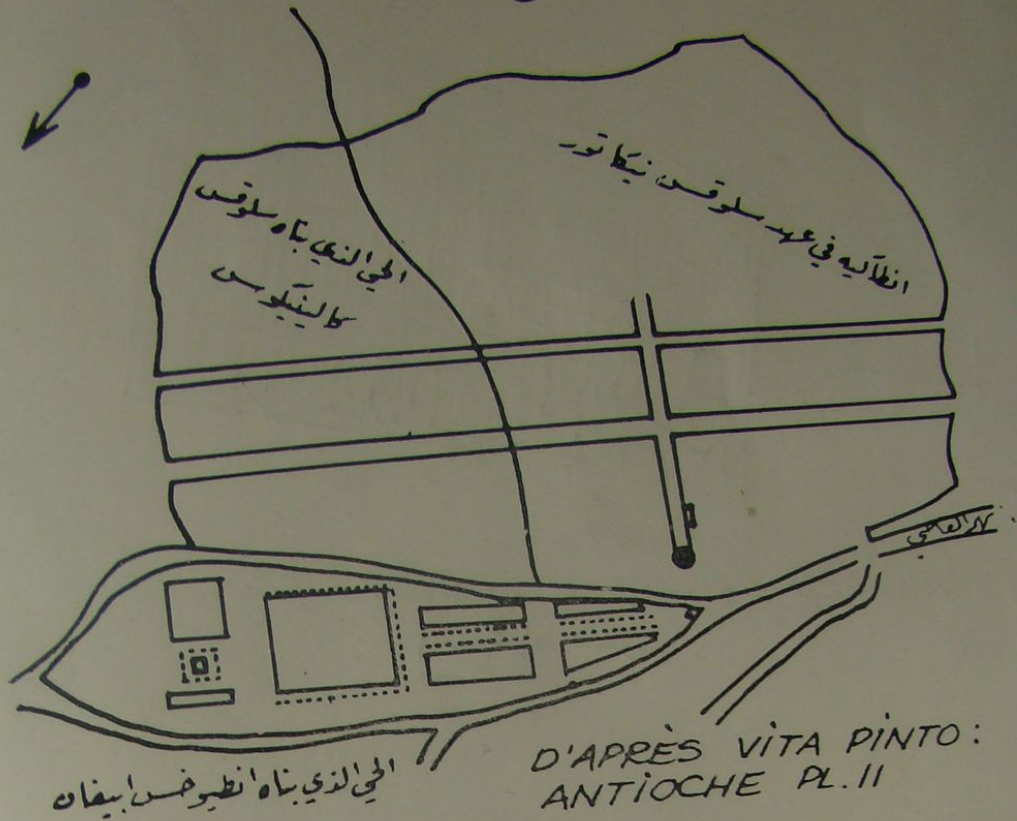 انطاكيه في عهد سلوقس نيكاتور
الحي الذي بناه سلوقس
كالينيكوس
نهر العاصي
الحي الذي بناه انطيوخس ابيفان
D'APRÈS VITA PINTO:
ANTIOCHE PL.II